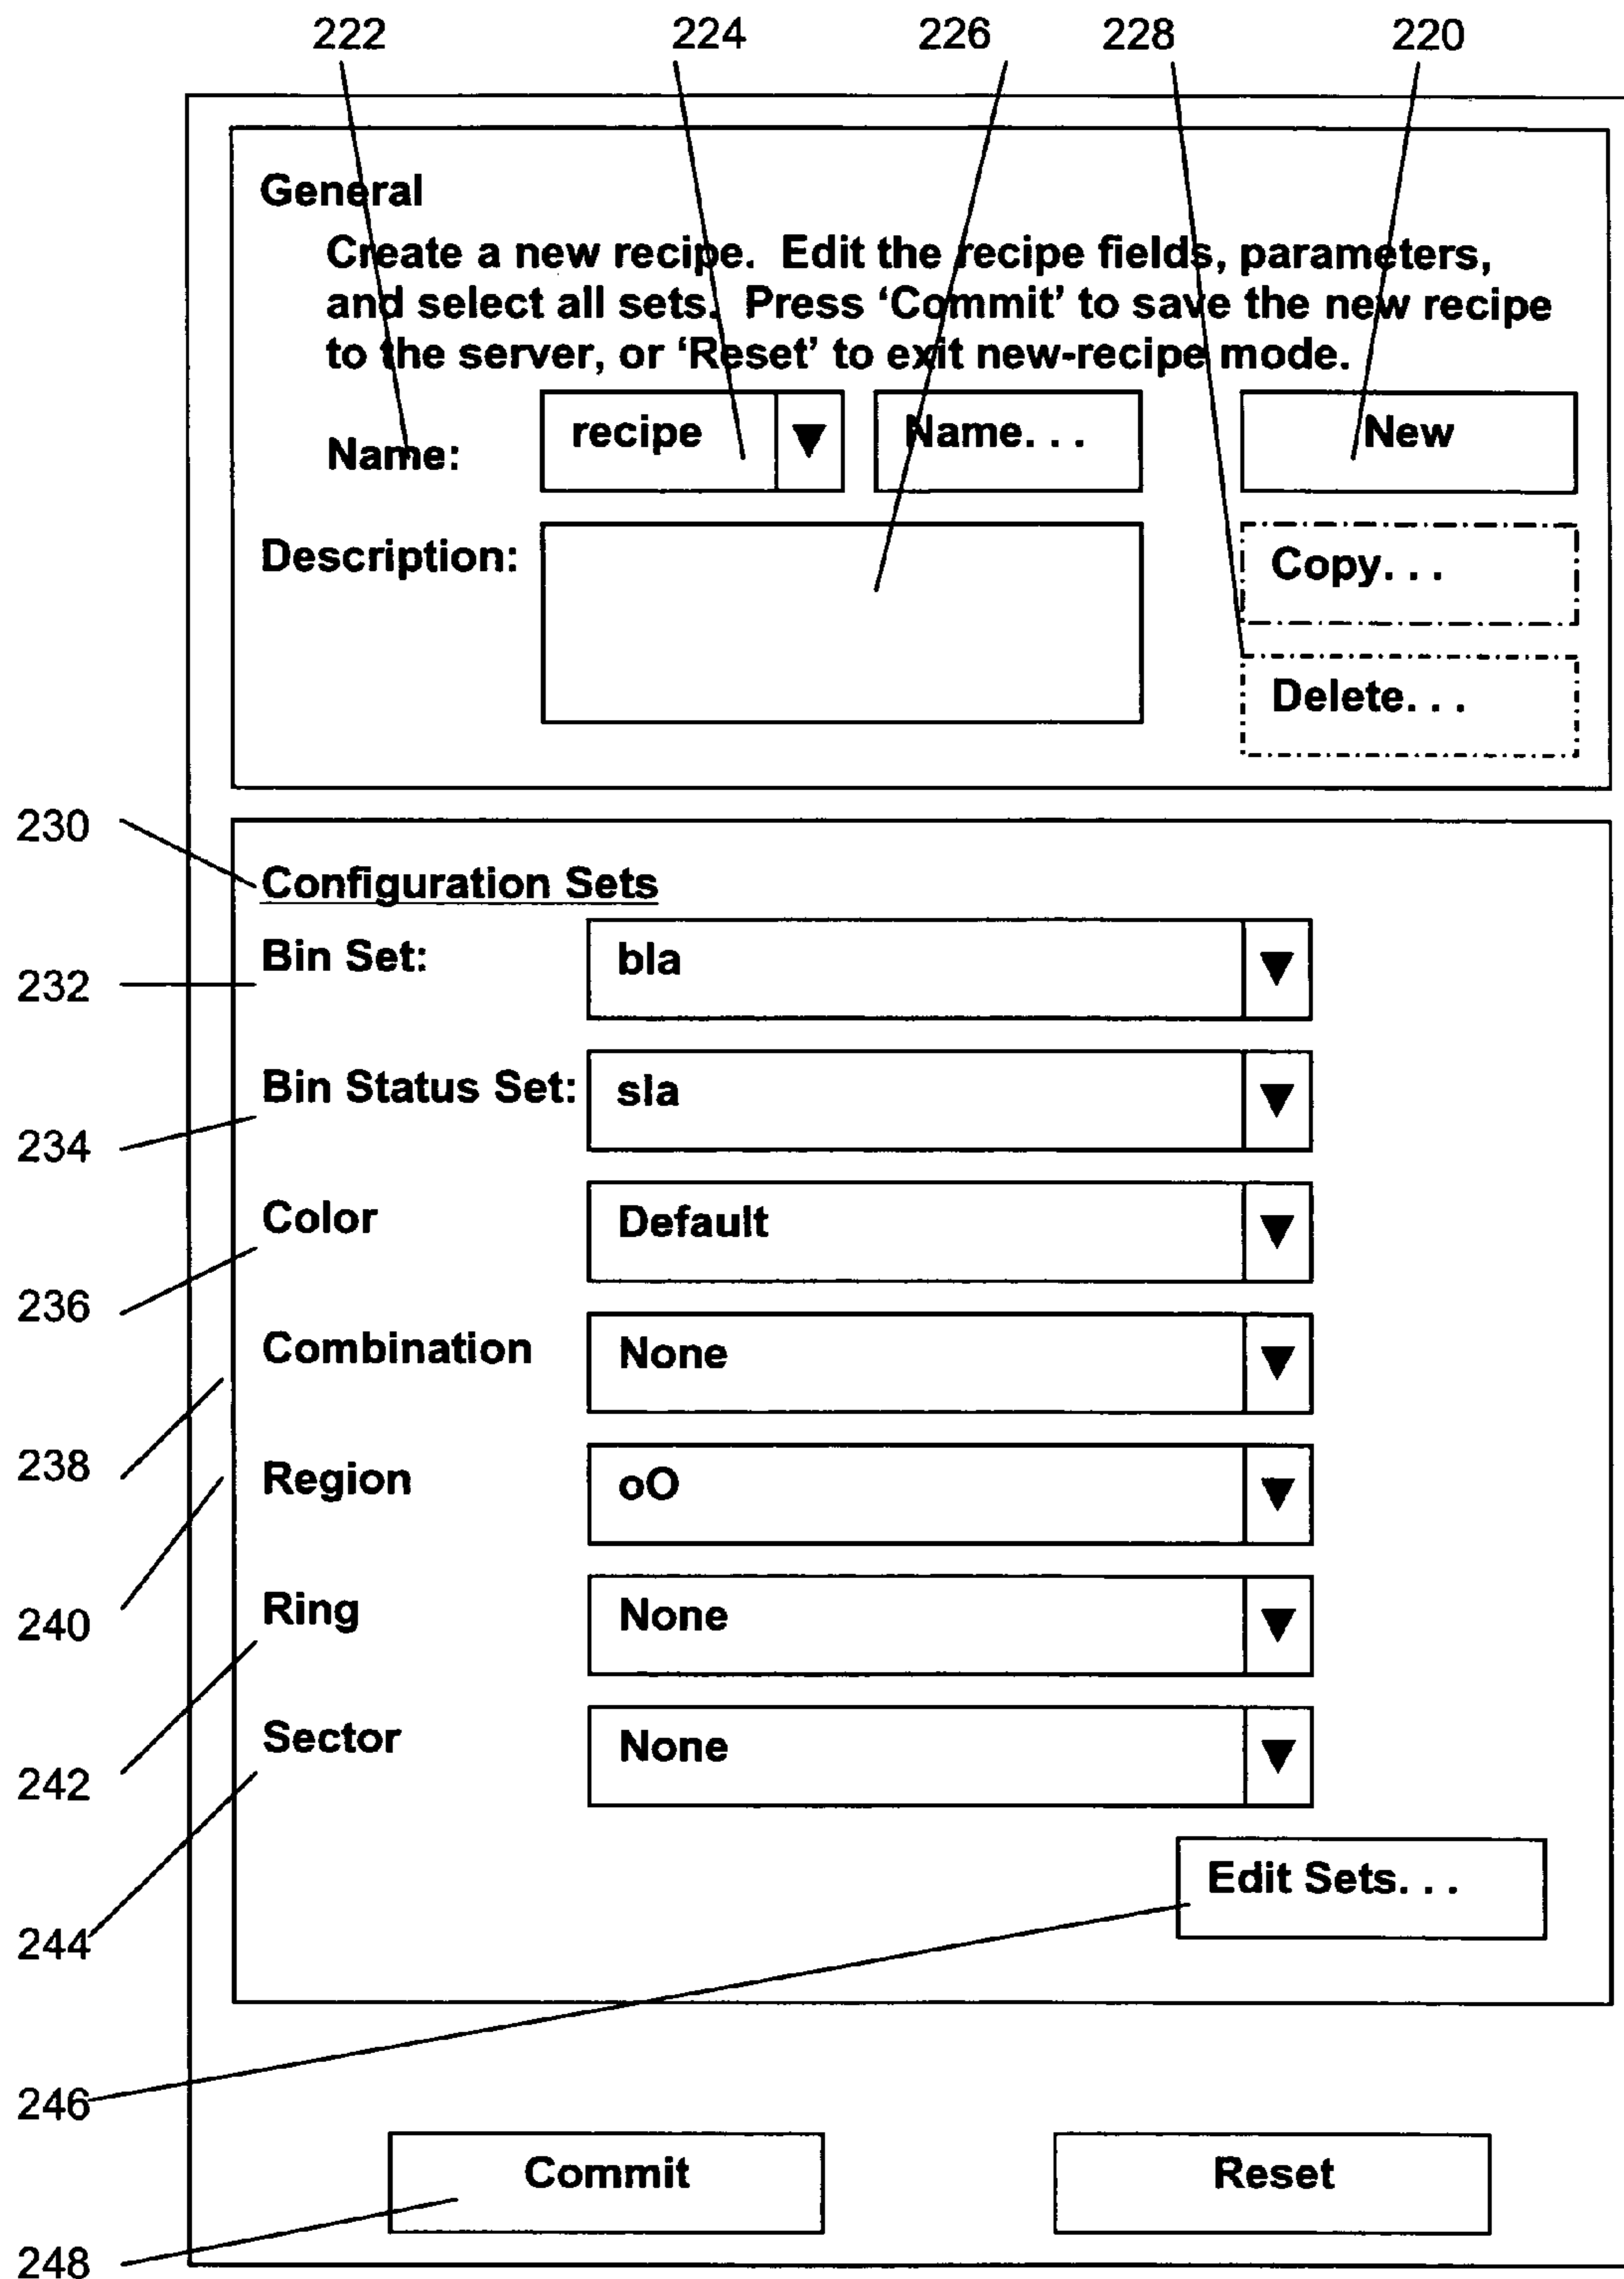 222 224 226 228 220
General
Create a new recipe. Edit the recipe fields, parameters,
and select all sets. Press ‘Commit’ to save the new recipe
to the server, or ‘Reset’ to exit new-recipe mode.
Name: recipe ▼ Name. . . New
Description:
Copy. . .
Delete. . .
230
Configuration Sets
Bin Set: bla ▼
232
Bin Status Set: sla ▼
234
Color Default ▼
236
Combination None ▼
238
Region oO ▼
240
Ring None ▼
242
Sector None ▼
Edit Sets. . .
244
246
Commit Reset
248